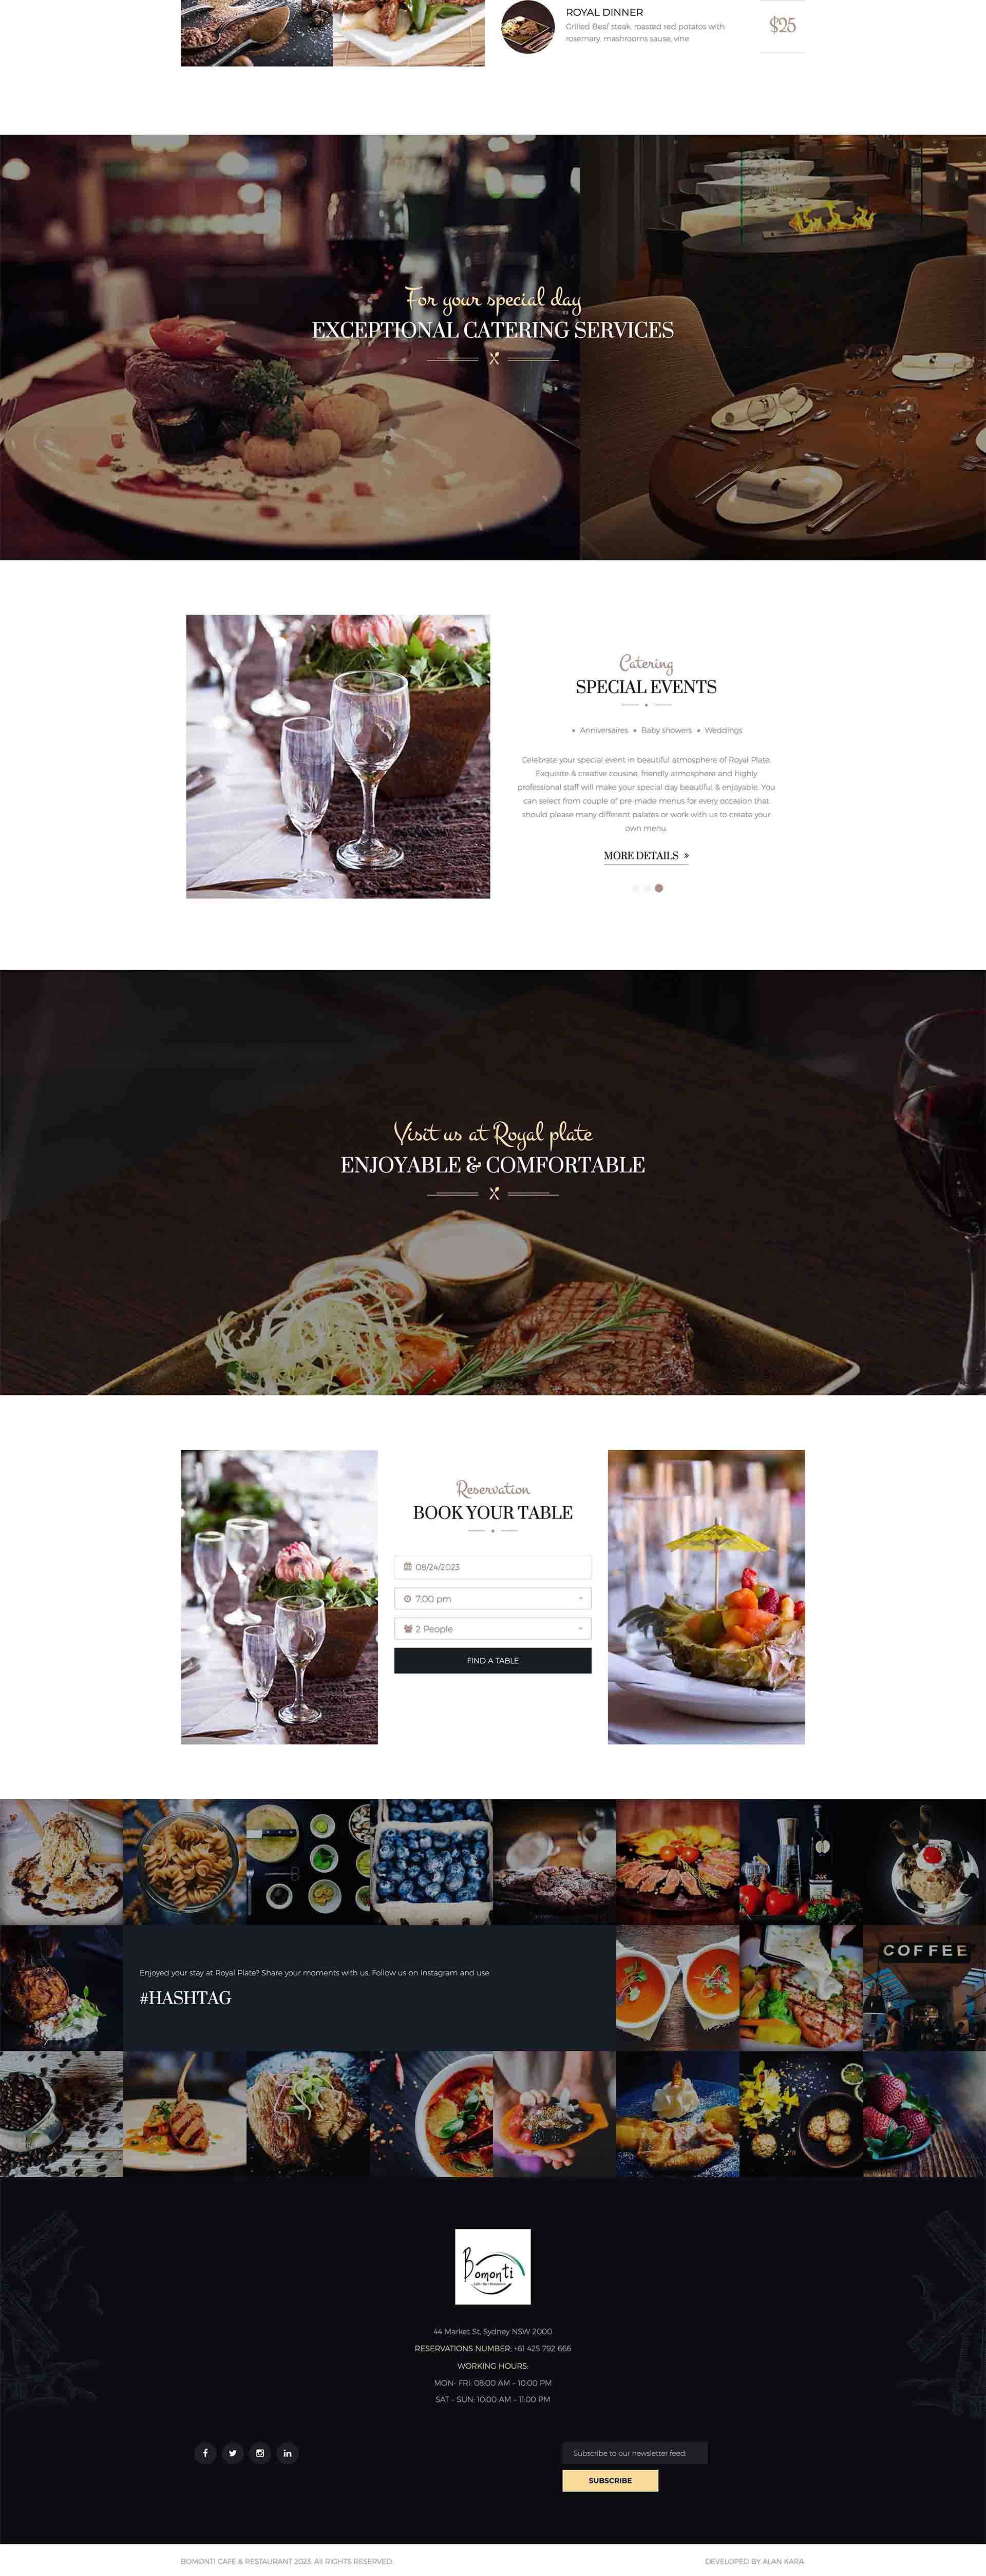 ROYAL DINNER
Grilled Beaf steak, roasted red potatos with
rosemary, mashrooms sause, vine
$25
For your special day
EXCEPTIONAL CATERING SERVICES
Catering
SPECIAL EVENTS
• Anniversaires • Baby showers • Weddings
Celebrate your special event in beautiful atmosphere of Royal Plate.
Exquisite & creative cousine, friendly atmosphere and highly
professional staff will make your special day beautiful & enjoyable. You
can select from couple of pre-made menus for every occasion that
should please many different palates or work with us to create your
own menu.
MORE DETAILS »
Visit us at Royal plate
ENJOYABLE & COMFORTABLE
Reservation
BOOK YOUR TABLE
08/24/2023
7:00 pm
2 People
FIND A TABLE
COFFEE
Enjoyed your stay at Royal Plate? Share your moments with us. Follow us on Instagram and use
#HASHTAG
Bomonti
44 Market St, Sydney NSW 2000
RESERVATIONS NUMBER: +61 425 792 666
WORKING HOURS:
MON- FRI: 08:00 AM – 10:00 PM
SAT – SUN: 10:00 AM – 11:00 PM
Subscribe to our newsletter feed.
SUBSCRIBE
BOMONTI CAFE & RESTAURANT 2023. All RIGHTS RESERVED.
DEVELOPED BY ALAN KARA.